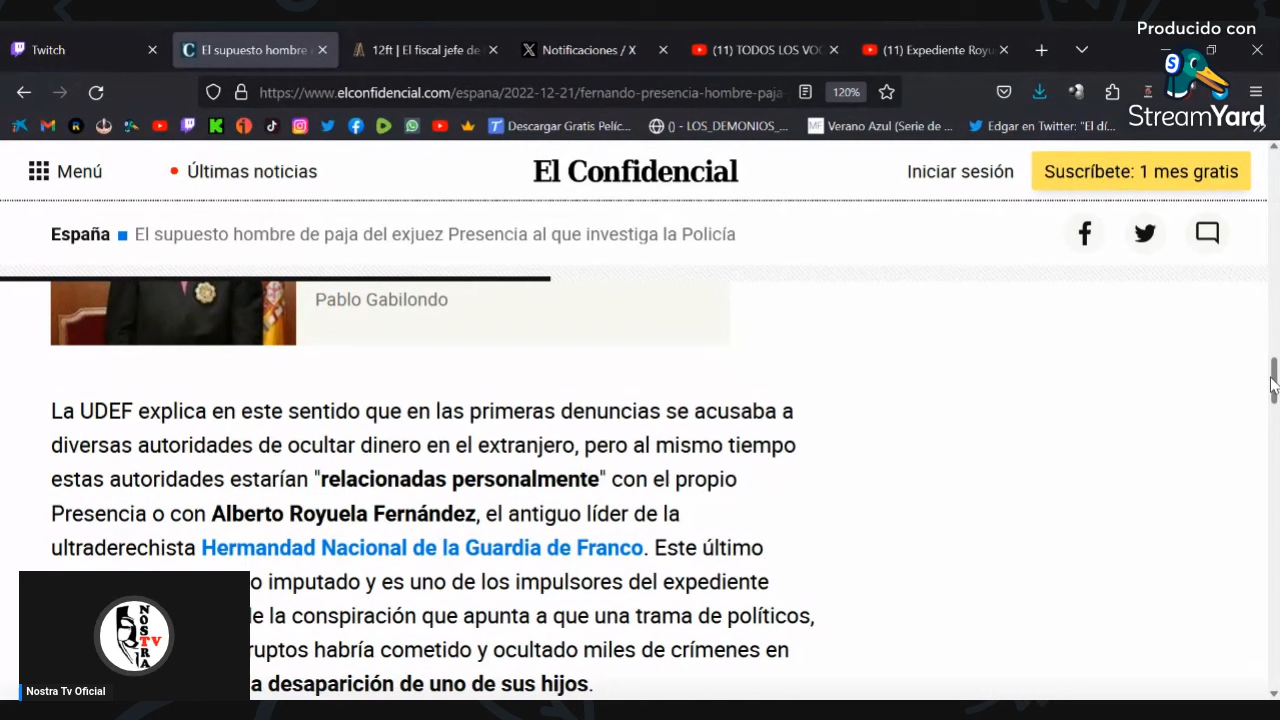 Producido con
StreamYard
Twitch
El supuesto hombre
12ft | El fiscal jefe de
Notificaciones / X
(11) TODOS LOS VO
(11) Expediente Royu
https://www.elconfidencial.com/espana/2022-12-21/fernando-presencia-hombre-paja-
120%
Descargar Gratis Pelíc...
() - LOS_DEMONIOS_...
Verano Azul (Serie de ...
Edgar en Twitter: "El dí...
Menú
Últimas noticias
El Confidencial
Iniciar sesión
Suscríbete: 1 mes gratis
España
El supuesto hombre de paja del exjuez Presencia al que investiga la Policía
Pablo Gabilondo
La UDEF explica en este sentido que en las primeras denuncias se acusaba a
diversas autoridades de ocultar dinero en el extranjero, pero al mismo tiempo
estas autoridades estarían "relacionadas personalmente" con el propio
Presencia o con Alberto Royuela Fernández, el antiguo líder de la
ultraderechista Hermandad Nacional de la Guardia de Franco. Este último
o imputado y es uno de los impulsores del expediente
de la conspiración que apunta a que una trama de políticos,
ruptos habría cometido y ocultado miles de crímenes en
a desaparición de uno de sus hijos.
NOSTRA
TV
Nostra Tv Oficial